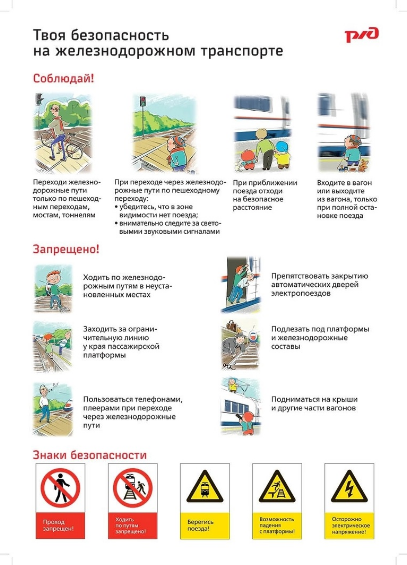 Твоя безопасность
на железнодорожном транспорте
ржд
Соблюдай!
Переходи железно-
дорожные пути
только по пешеход-
ным переходам,
мостам, тоннелям
При переходе через железнодо-
рожные пути по пешеходному
переходу:
• убедитесь, что в зоне
видимости нет поезда;
• внимательно следите за свето-
выми звуковыми сигналами
При приближении
поезда отходи
на безопасное
расстояние
Входите в вагон
или выходите
из вагона, только
при полной оста-
новке поезда
Запрещено!
Ходить по железнодо-
рожным путям в неуста-
новленных местах
Препятствовать закрытию
автоматических дверей
электропоездов
Заходить за ограни-
чительную линию
у края пассажирской
платформы
Подлезать под платформы
и железнодорожные
составы
Пользоваться телефонами,
плеерами при переходе
через железнодорожные
пути
Подниматься на крыши
и другие части вагонов
Знаки безопасности
Проход
запрещен!
Ходить
по путям
запрещено!
Берегись
поезда!
Возможность
падения
с платформы!
Осторожно
электрическое
напряжение!